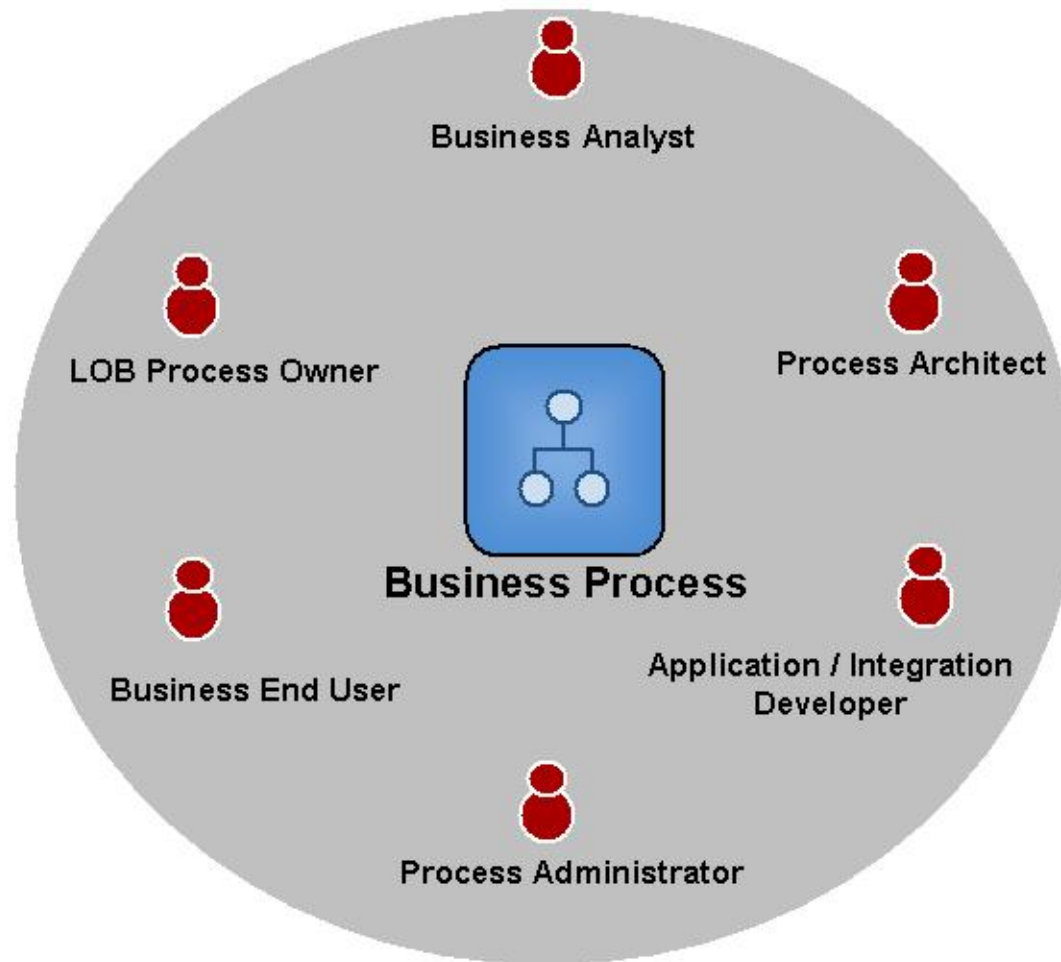 Business Analyst
LOB Process Owner
Process Architect
Business Process
Business End User
Application / Integration
Developer
Process Administrator